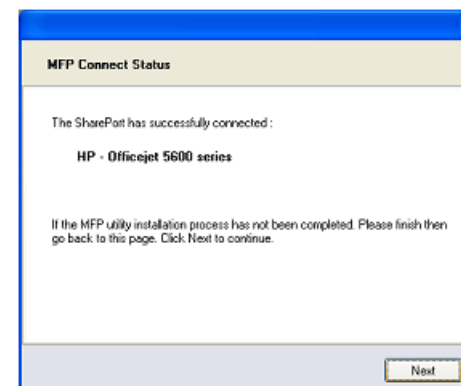 MFP Connect Status
The SharePort has successfully connected :
HP - Officejet 5600 series
If the MFP utility installation process has not been completed. Please finish then
go back to this page. Click Next to continue.
Next